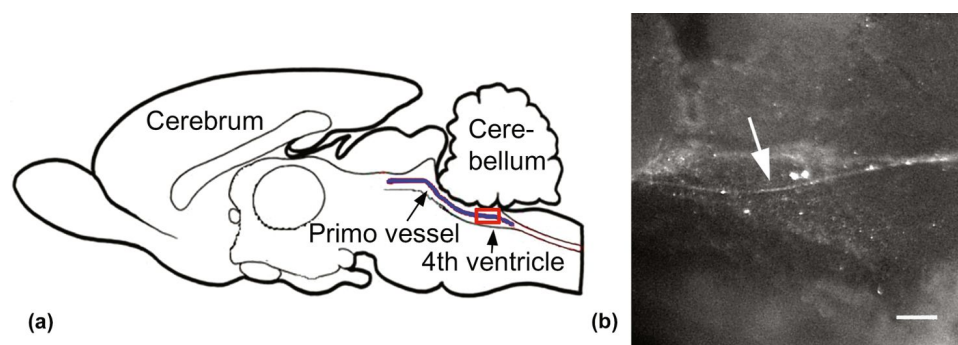 Cerebrum
Cere-
bellum
Primo vessel
4th ventricle
(a)
(b)